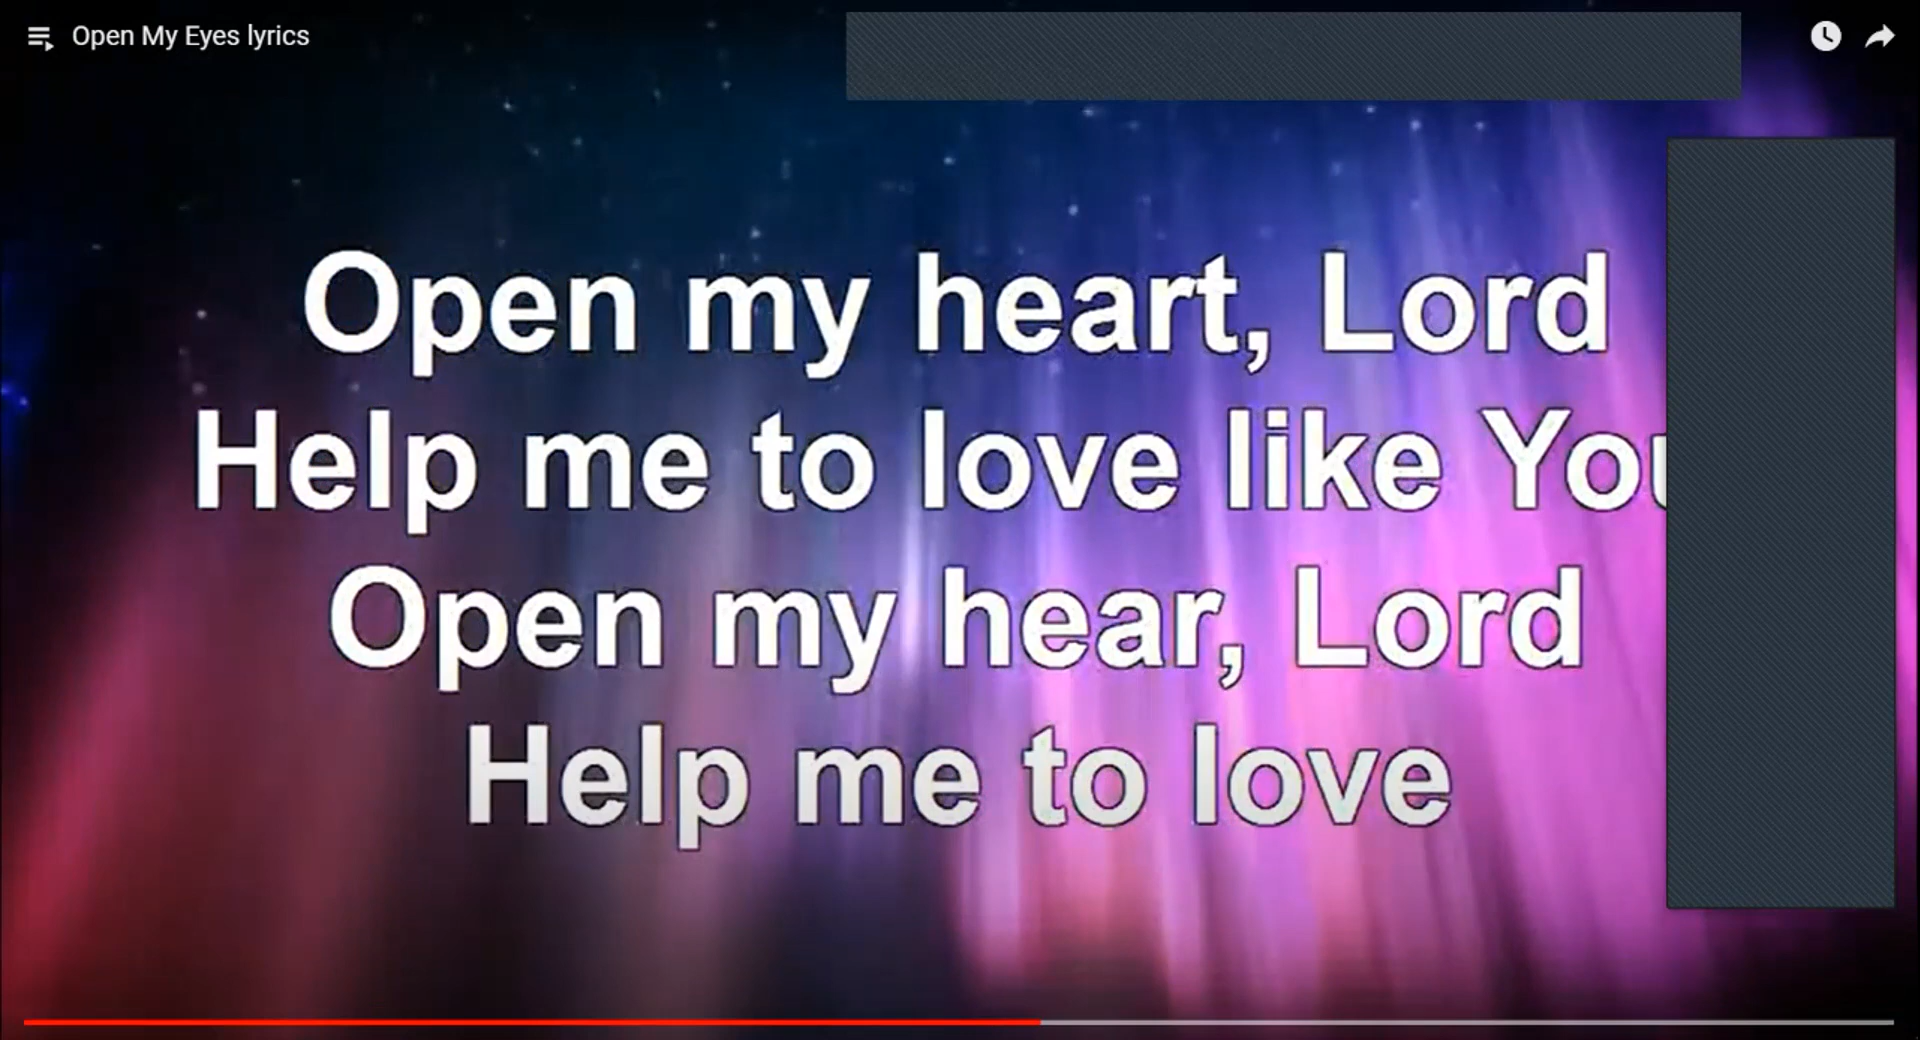 Open My Eyes lyrics
Open my heart, Lord
Help me to love like You
Open my hear, Lord
Help me to love